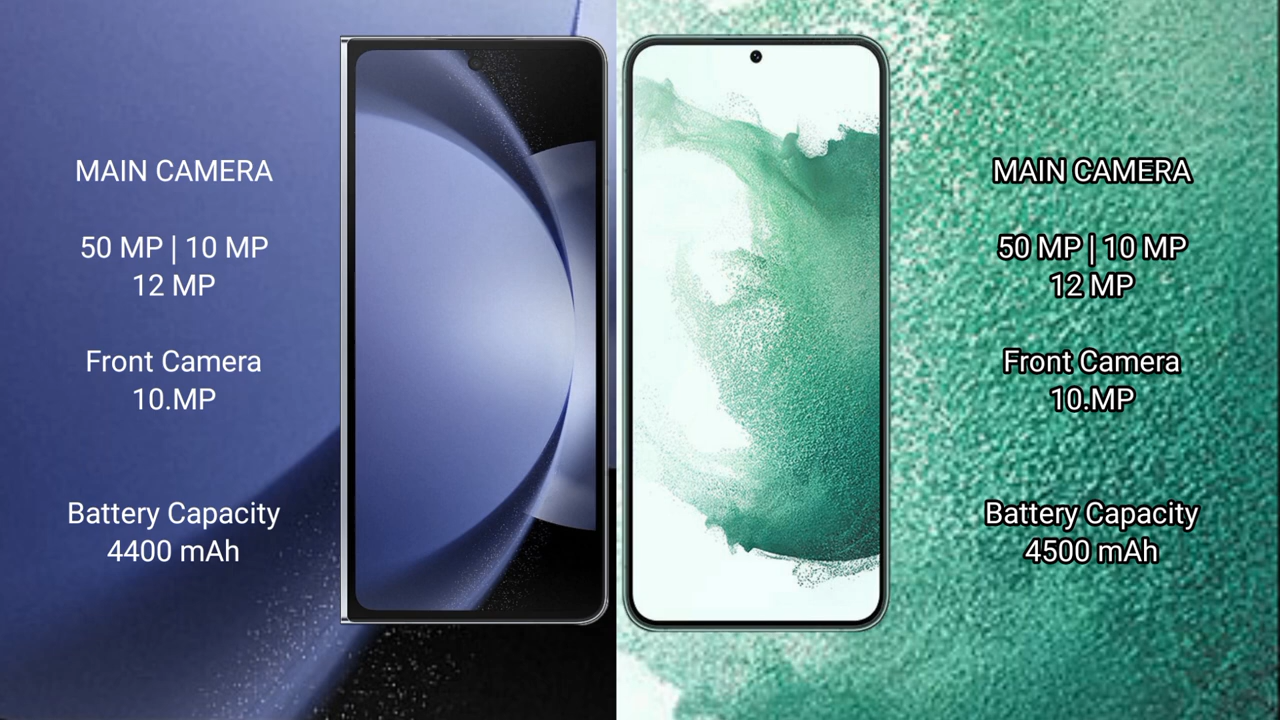 MAIN CAMERA
50 MP | 10 MP
12 MP
Front Camera
10.MP
Battery Capacity
4400 mAh
MAIN CAMERA
50 MP | 10 MP
12 MP
Front Camera
10.MP
Battery Capacity
4500 mAh